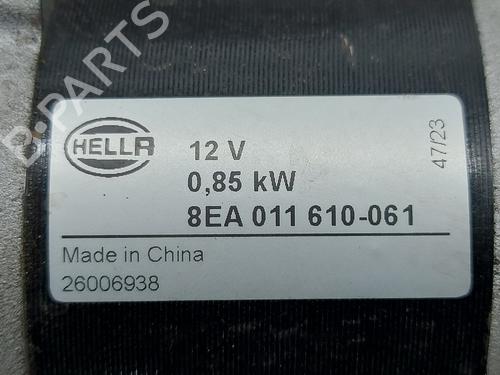 HELLA
12 V
47/23
0,85 kW
8EA 011 610-061
Made in China
26006938
B-PARTS